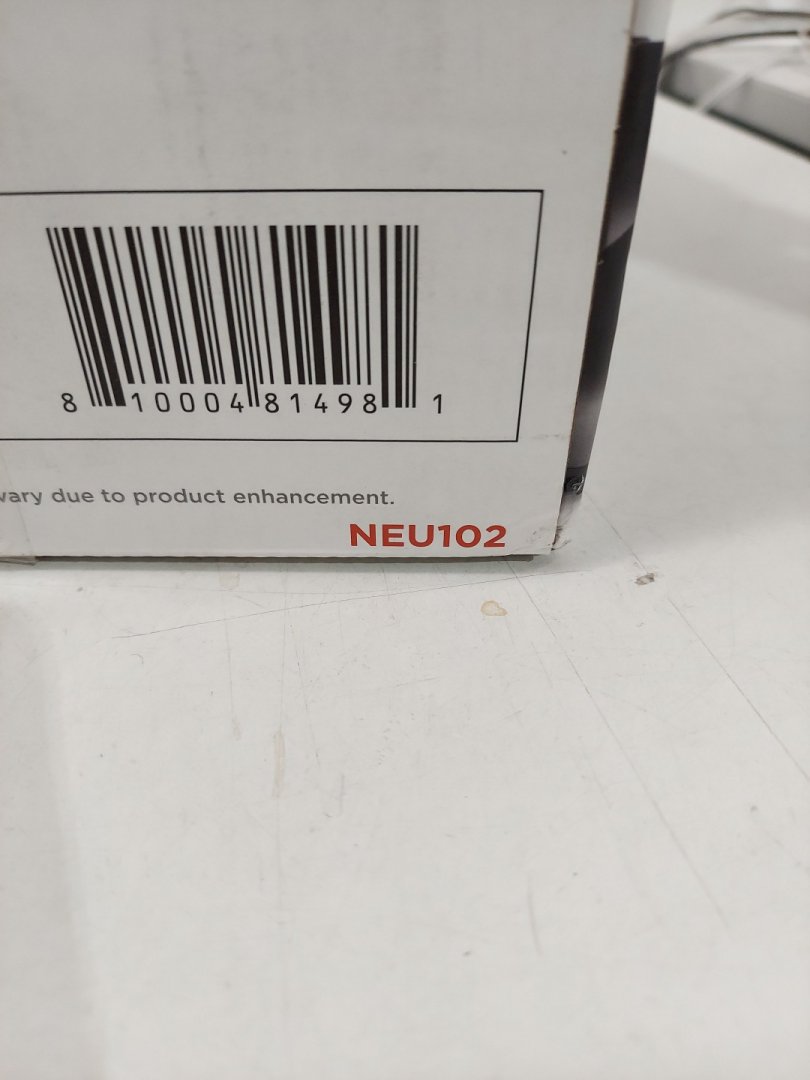 8 10004 81498 1
vary due to product enhancement.
NEU102